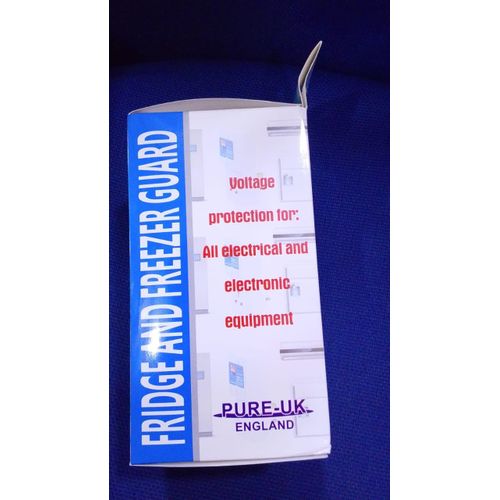 FRIDGE AND FREEZER GUARD
Voltage
protection for:
All electrical and
electronic
equipment
PURE-UK
ENGLAND